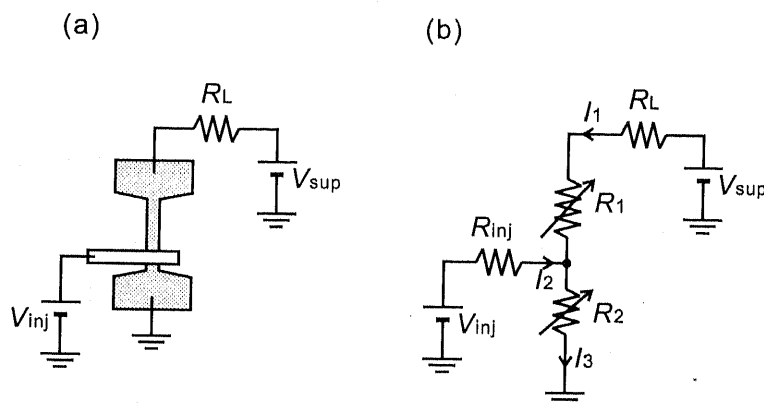 (a)
(b)
RL
Vsup
Vinj
I1
RL
R1
Vsup
Rinj
I2
Vinj
R2
I3